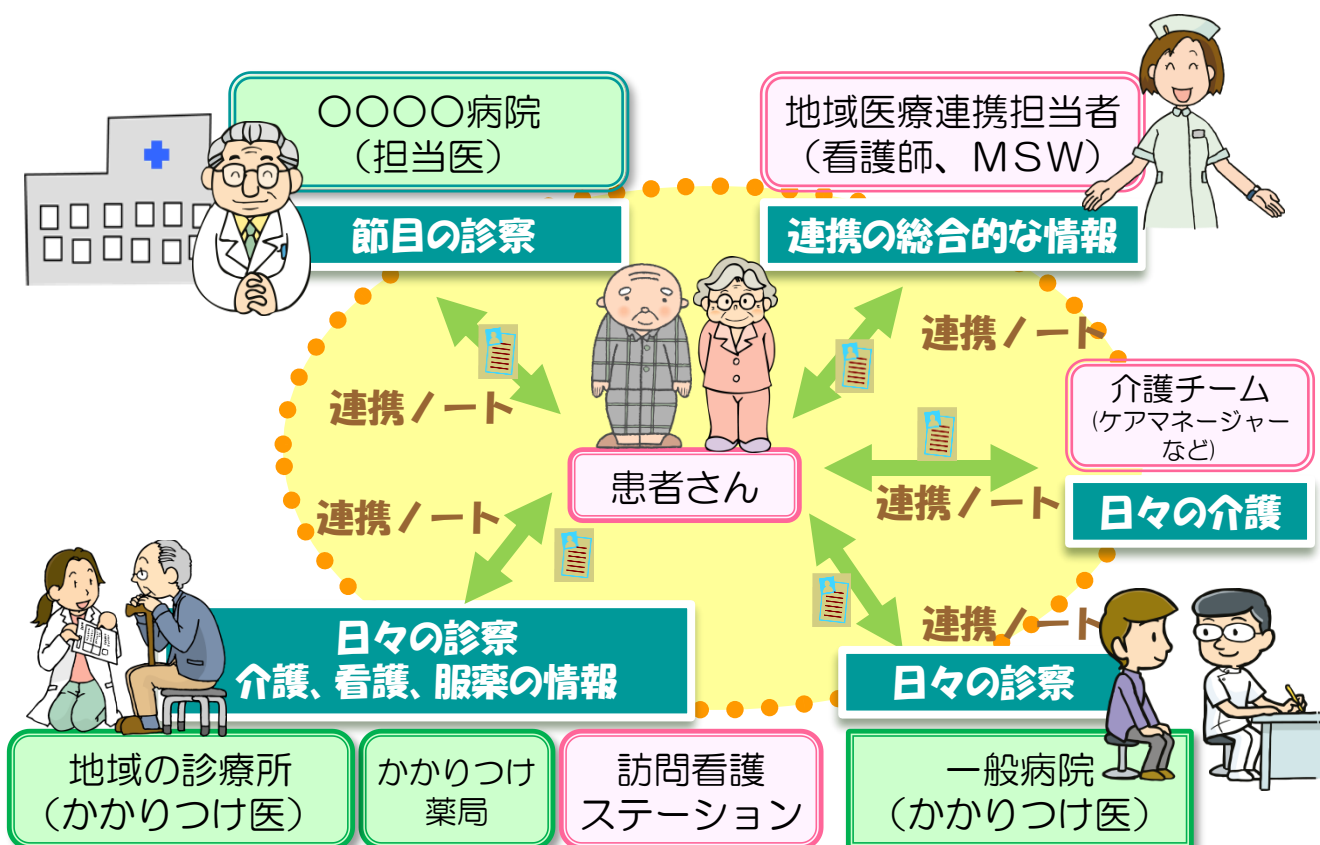 〇〇〇〇病院
（担当医）
節目の診察
地域医療連携担当者
（看護師、ＭＳＷ）
連携の総合的な情報
連携ノート
連携ノート
介護チーム
(ケアマネージャー
など)
日々の介護
患者さん
連携ノート
連携ノート
連携ノート
日々の診察
介護、看護、服薬の情報
日々の診察
地域の診療所
（かかりつけ医）
かかりつけ
薬局
訪問看護
ステーション
一般病院
（かかりつけ医）